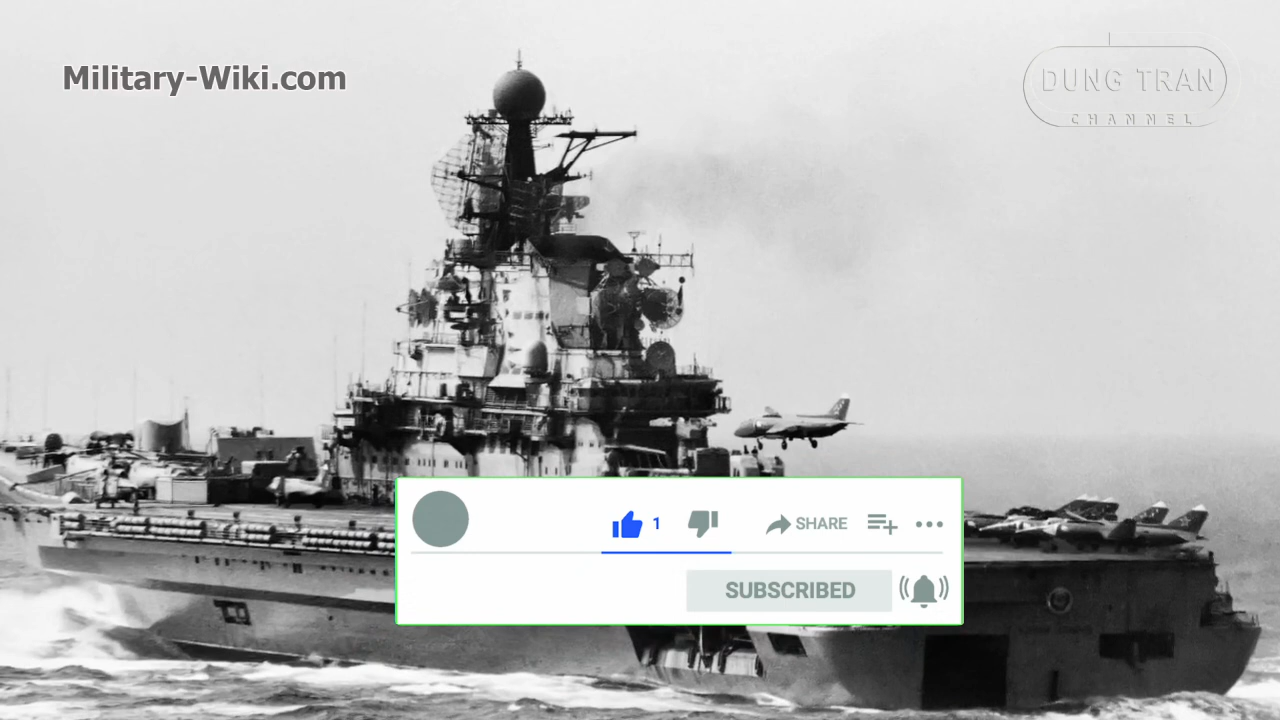 Military-Wiki.com
DUNG TRAN
CHANNEL
1
SHARE
SUBSCRIBED